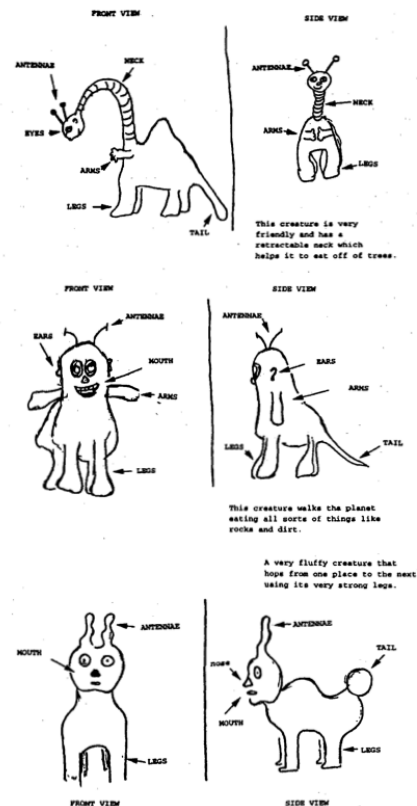 FRONT VIEW
SIDE VIEW
ANTENNAE
NECK
EYES
ARMS
LEGS
TAIL
ANTENNAE
NECK
ARMS
LEGS
This creature is very
friendly and has a
retractable neck which
helps it to eat off of trees.
FRONT VIEW
SIDE VIEW
ANTENNAE
EARS
MOUTH
ARMS
LEGS
ANTENNAE
EARS
ARMS
LEGS
TAIL
This creature walks the planet
eating all sorts of things like
rocks and dirt.
A very fluffy creature that
hops from one place to the next
using its very strong legs.
ANTENNAE
MOUTH
LEGS
ANTENNAE
TAIL
nose
MOUTH
LEGS
FRONT VIEW
SIDE VIEW